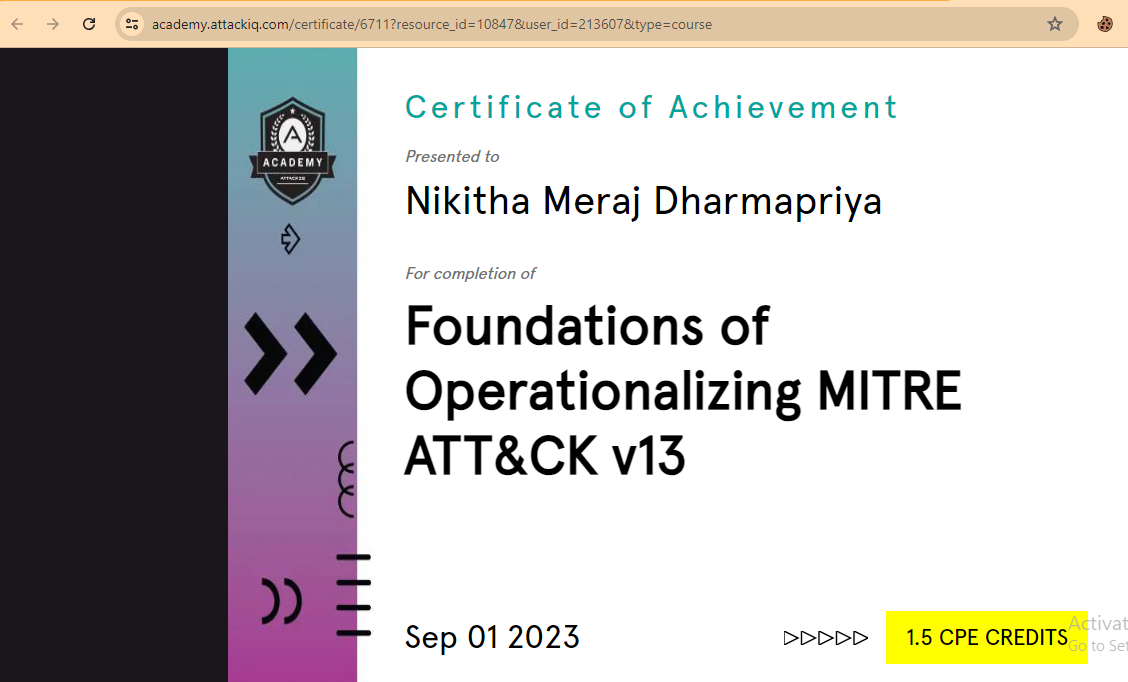 academy.attackiq.com/certificate/6711?resource_id=10847&user_id=213607&type=course
Certificate of Achievement
ACADEMY
ATTACKIQ
Presented to
Nikitha Meraj Dharmapriya
For completion of
Foundations of
Operationalizing MITRE
ATT&CK v13
Sep 01 2023
1.5 CPE CREDITS
Activat
Go to Set